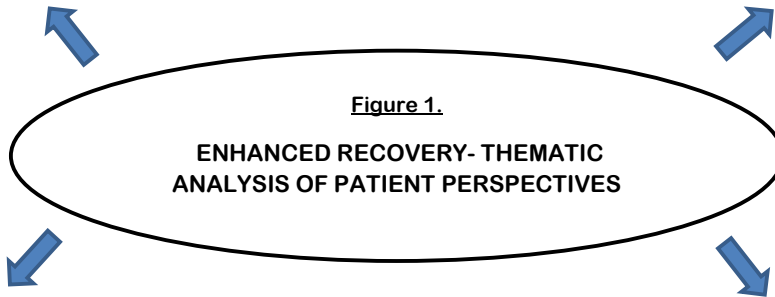 Figure 1.
ENHANCED RECOVERY- THEMATIC
ANALYSIS OF PATIENT PERSPECTIVES